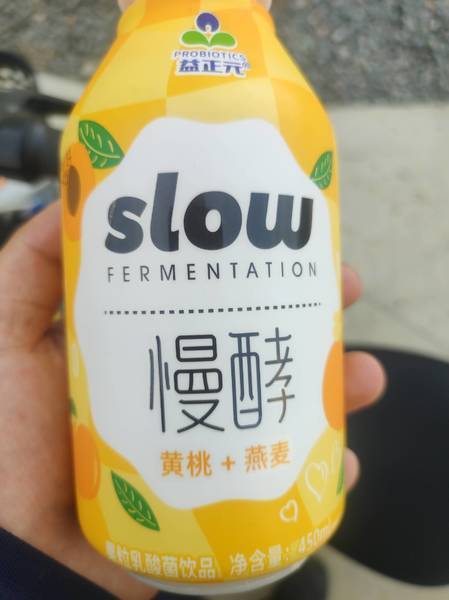 PROBIOTICS
益正元
slow
FERMENTATION
慢酵
黄桃 + 燕麦
果粒乳酸菌饮品 净含量: 450ml